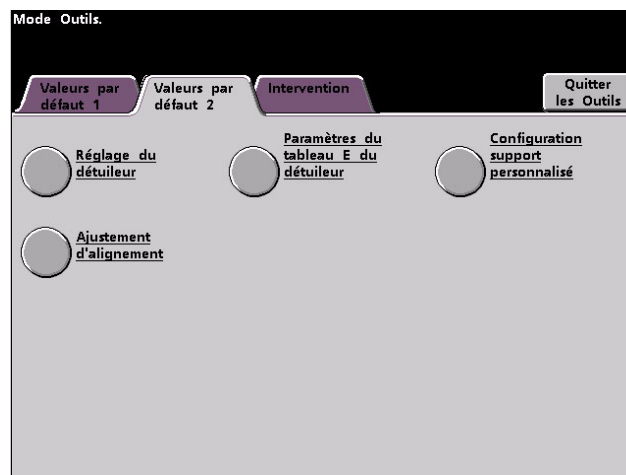 Mode Outils.
Valeurs par
défaut 1
Valeurs par
défaut 2
Intervention
Quitter
les Outils
Réglage du
détuileur
Paramètres du
tableau E du
détuileur
Configuration
support
personnalisé
Ajustement
d'alignement